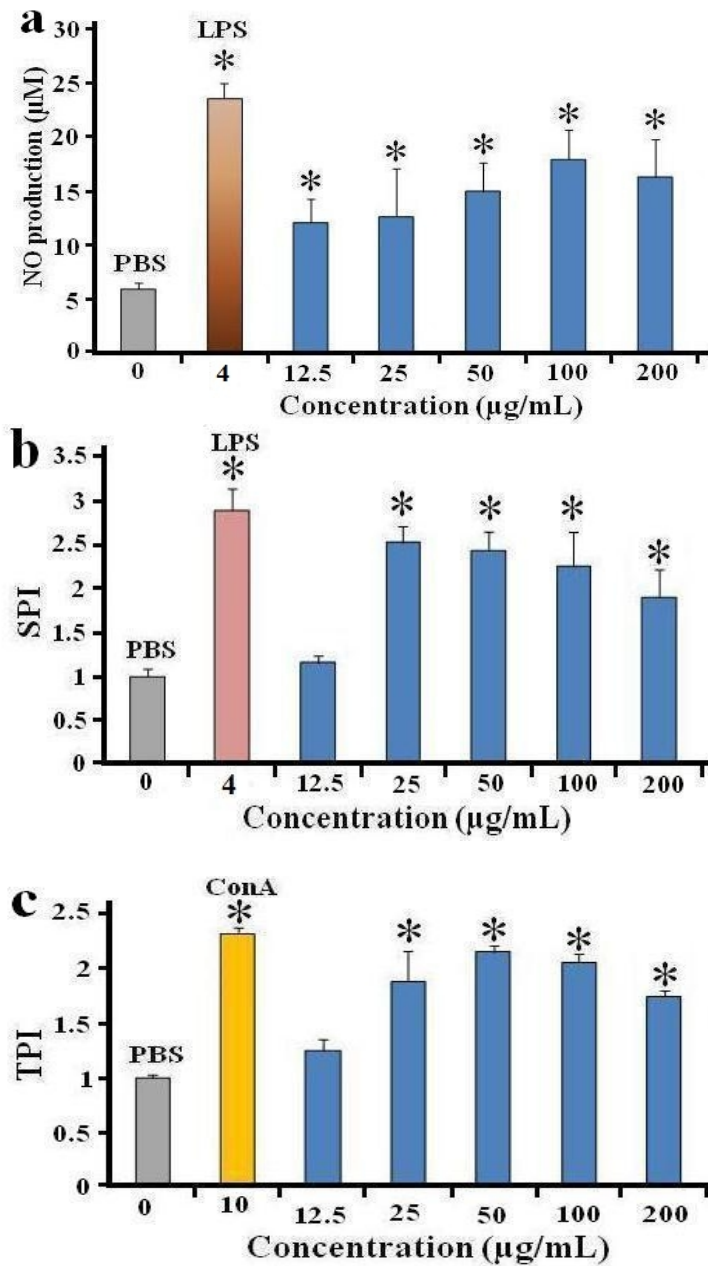 a
NO production (µM)
30
25
20
15
10
5
0
PBS
LPS
*
*
*
*
*
*
0 4 12.5 25 50 100 200
Concentration (µg/mL)
b
SPI
3.5
3
2.5
2
1.5
1
0.5
0
PBS
LPS
*
*
*
*
*
0 4 12.5 25 50 100 200
Concentration (µg/mL)
c
TPI
2.5
2
1.5
1
0.5
PBS
ConA
*
*
*
*
*
0 10 12.5 25 50 100 200
Concentration (µg/mL)